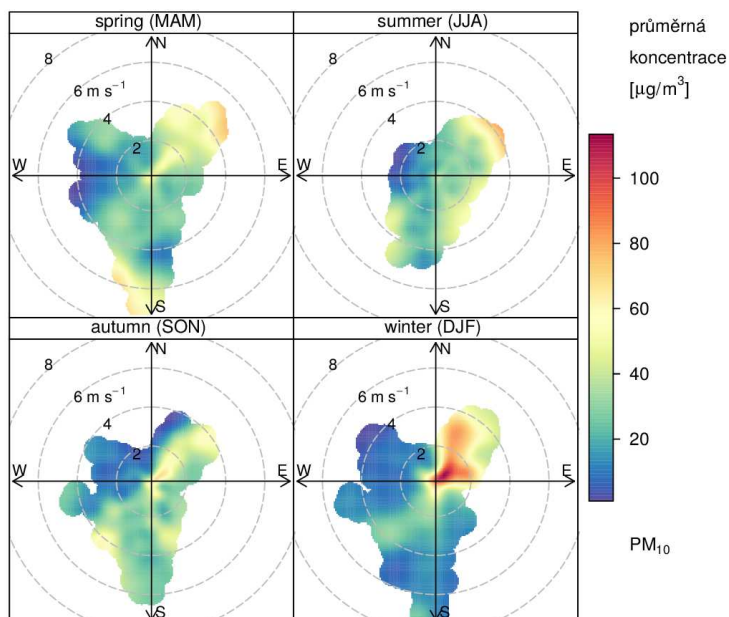 spring (MAM)
N
8
6 m s⁻¹
4
2
W
E
S
summer (JJA)
N
8
6 m s⁻¹
4
2
W
E
S
autumn (SON)
N
8
6 m s⁻¹
4
2
W
E
S
winter (DJF)
N
8
6 m s⁻¹
4
2
W
E
S
průměrná
koncentrace
[μg/m³]
100
80
60
40
20
PM₁₀